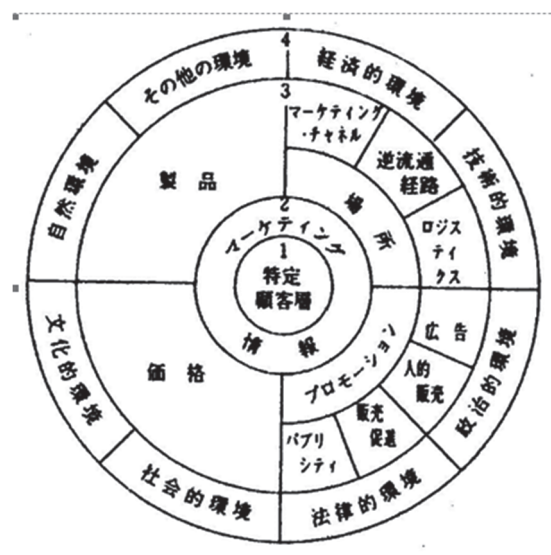 4
その他の環境
経済的環境
3
マーケティング
・チャネル
逆流通
経路
技術的環境
自然環境
製品
場所
ロジス
ティ
クス
2
マーケティング
1
特定
顧客層
情報
文化的環境
価格
プロモーション
広告
人的
販売
政治的環境
販売
促進
パブリ
シティ
社会的環境
法律的環境